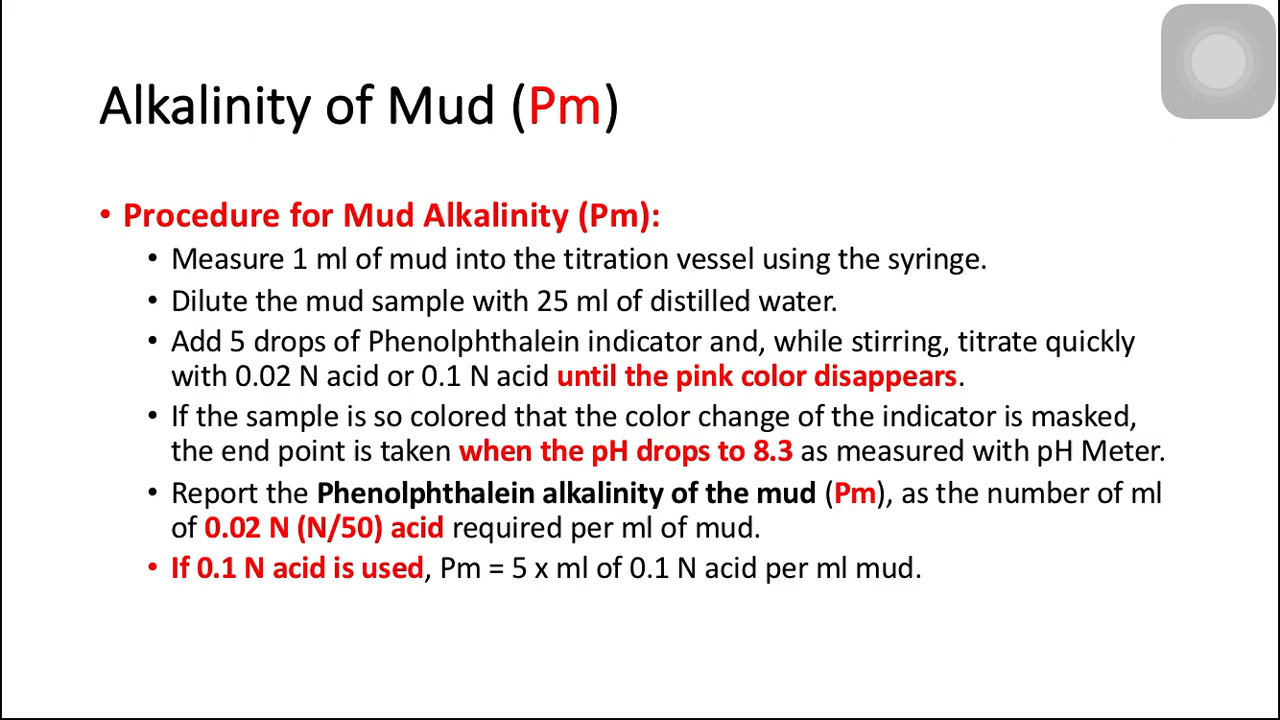 Alkalinity of Mud (Pm)
• Procedure for Mud Alkalinity (Pm):
• Measure 1 ml of mud into the titration vessel using the syringe.
• Dilute the mud sample with 25 ml of distilled water.
• Add 5 drops of Phenolphthalein indicator and, while stirring, titrate quickly
with 0.02 N acid or 0.1 N acid until the pink color disappears.
• If the sample is so colored that the color change of the indicator is masked,
the end point is taken when the pH drops to 8.3 as measured with pH Meter.
• Report the Phenolphthalein alkalinity of the mud (Pm), as the number of ml
of 0.02 N (N/50) acid required per ml of mud.
• If 0.1 N acid is used, Pm = 5 x ml of 0.1 N acid per ml mud.